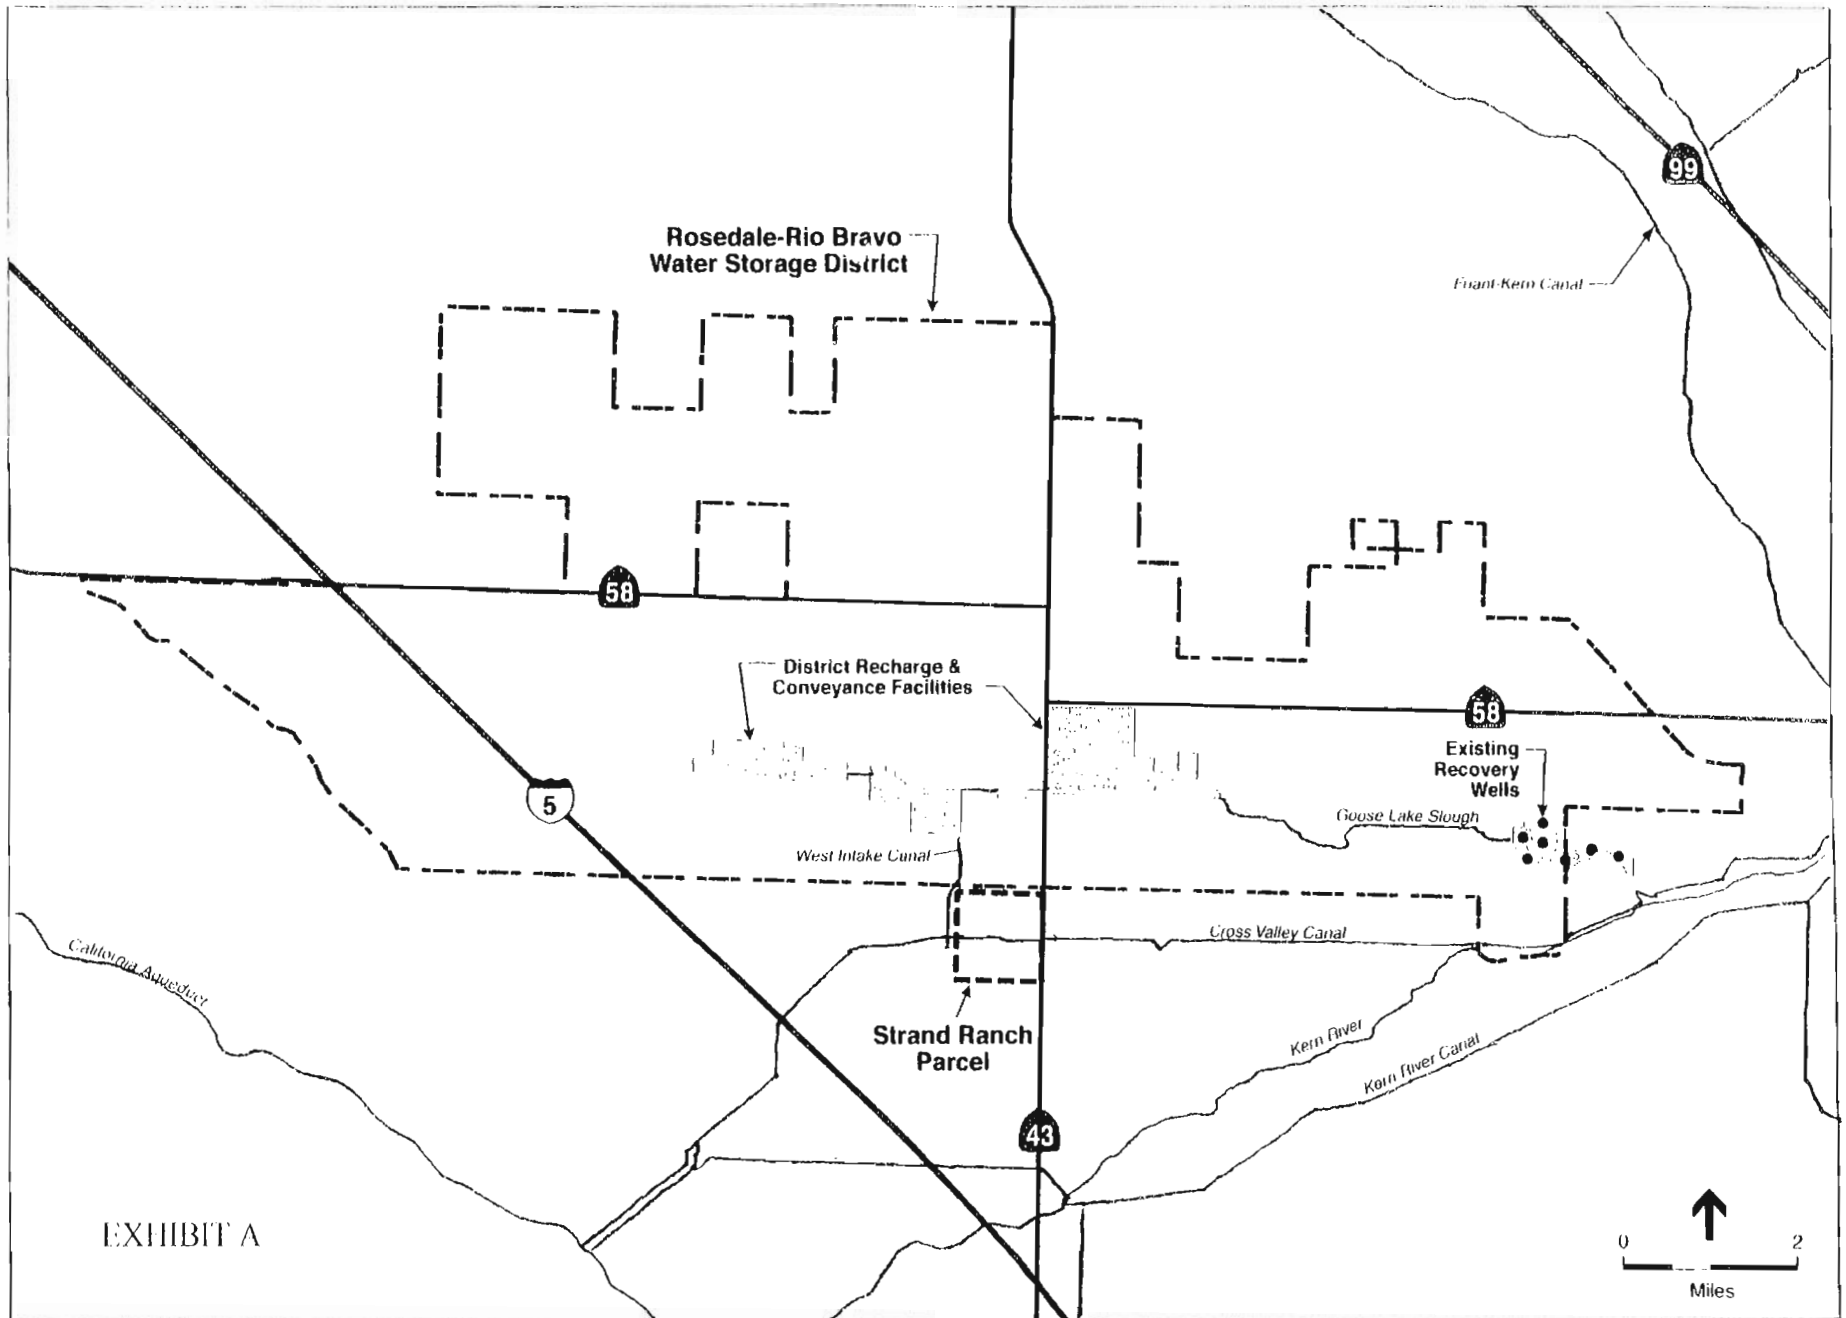 99
Rosedale-Rio Bravo
Water Storage District
Friant-Kern Canal
58
District Recharge &
Conveyance Facilities
58
Existing
Recovery
Wells
5
Goose Lake Slough
West Intake Canal
Cross Valley Canal
California Aqueduct
Strand Ranch
Parcel
Kern River
Kern River Canal
43
EXHIBIT A
0 2
Miles